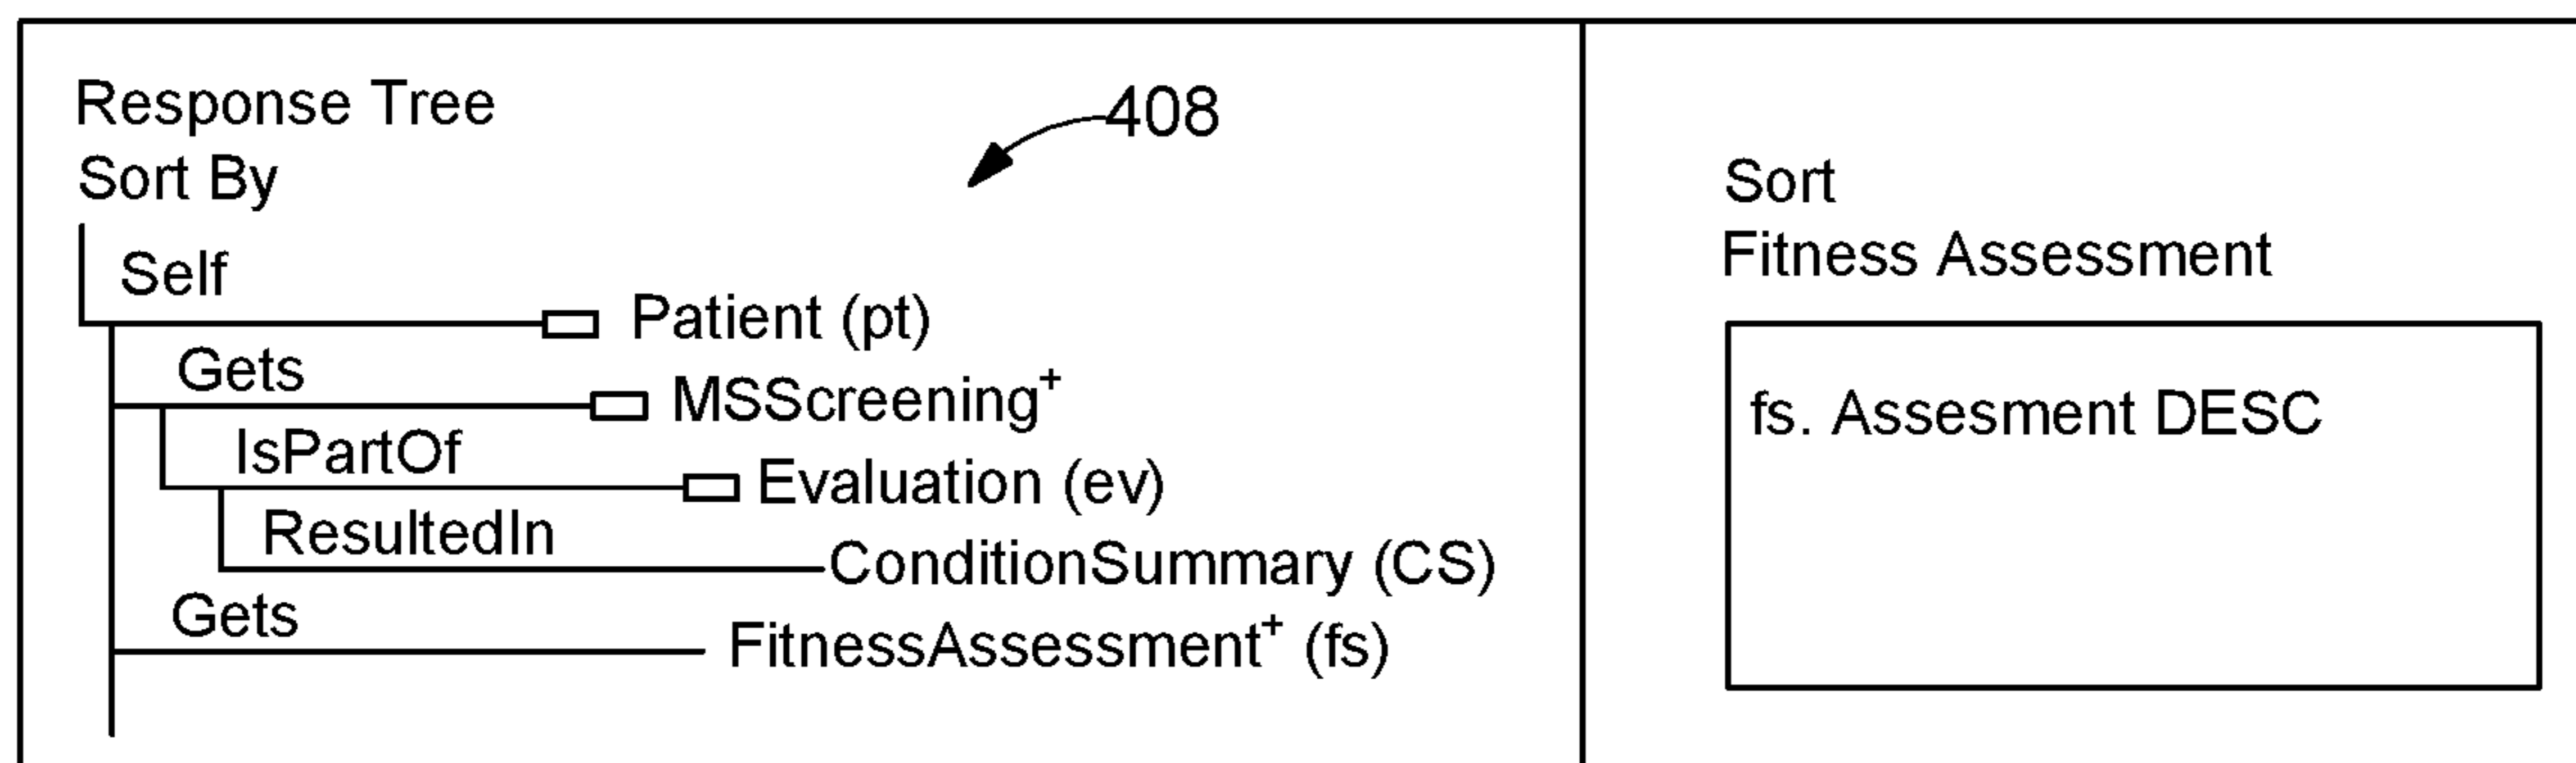 Response Tree
408
Sort By
Self
Patient (pt)
Gets
MSScreening+
IsPartOf
Evaluation (ev)
ResultedIn
ConditionSummary (CS)
Gets
FitnessAssessment+ (fs)
Sort
Fitness Assessment
fs. Assesment DESC